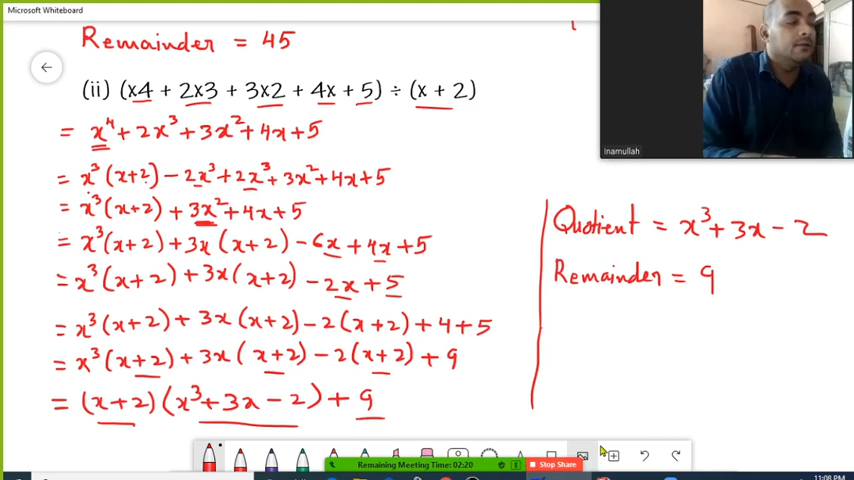 Microsoft Whiteboard
Remainder = 45
(ii) (x4 + 2x3 + 3x2 + 4x + 5) ÷ (x + 2)
= x⁴ + 2x³ + 3x² + 4x + 5
= x³ (x+2) − 2x³ + 2x³ + 3x² + 4x + 5
= x³ (x+2) + 3x² + 4x + 5
= x³ (x+2) + 3x (x+2) − 6x + 4x + 5
= x³ (x+2) + 3x (x+2) − 2x + 5
= x³ (x+2) + 3x (x+2) − 2 (x+2) + 4 + 5
= x³ (x+2) + 3x (x+2) − 2 (x+2) + 9
= (x+2) (x³ + 3x − 2) + 9
Inamullah
Quotient = x³ + 3x − 2
Remainder = 9
Remaining Meeting Time: 02:20
Stop Share
11:08 PM